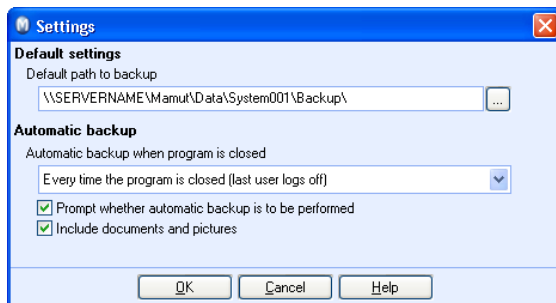 Settings
Default settings
Default path to backup
\\SERVERNAME\Mamut\Data\System001\Backup\
...
Automatic backup
Automatic backup when program is closed
Every time the program is closed (last user logs off)
Prompt whether automatic backup is to be performed
Include documents and pictures
OK Cancel Help